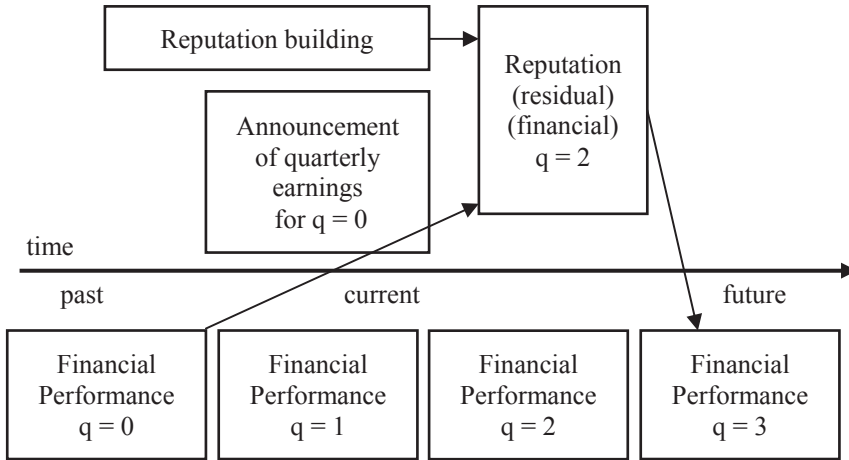 Reputation building
Reputation
(residual)
(financial)
q = 2
Announcement
of quarterly
earnings
for q = 0
time
past
current
future
Financial
Performance
q = 0
Financial
Performance
q = 1
Financial
Performance
q = 2
Financial
Performance
q = 3